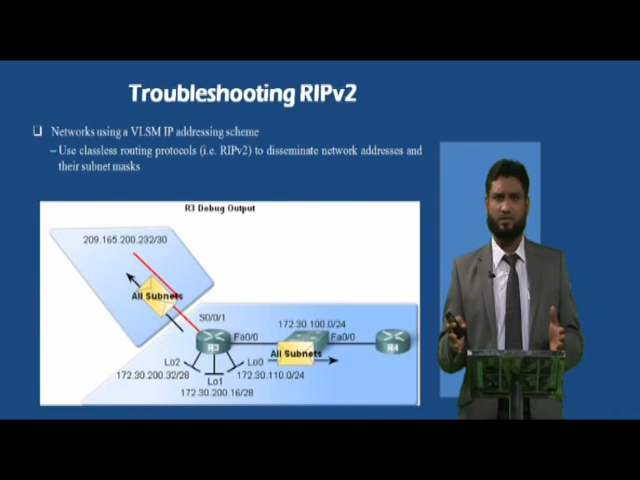 Troubleshooting RIPv2
Networks using a VLSM IP addressing scheme
– Use classless routing protocols (i.e. RIPv2) to disseminate network addresses and
their subnet masks
R3 Debug Output
209.165.200.232/30
All Subnets
S0/0/1
172.30.100.0/24
R3
Fa0/0
Fa0/0
R4
All Subnets
Lo2
Lo0
172.30.200.32/28
Lo1
172.30.110.0/24
172.30.200.16/28